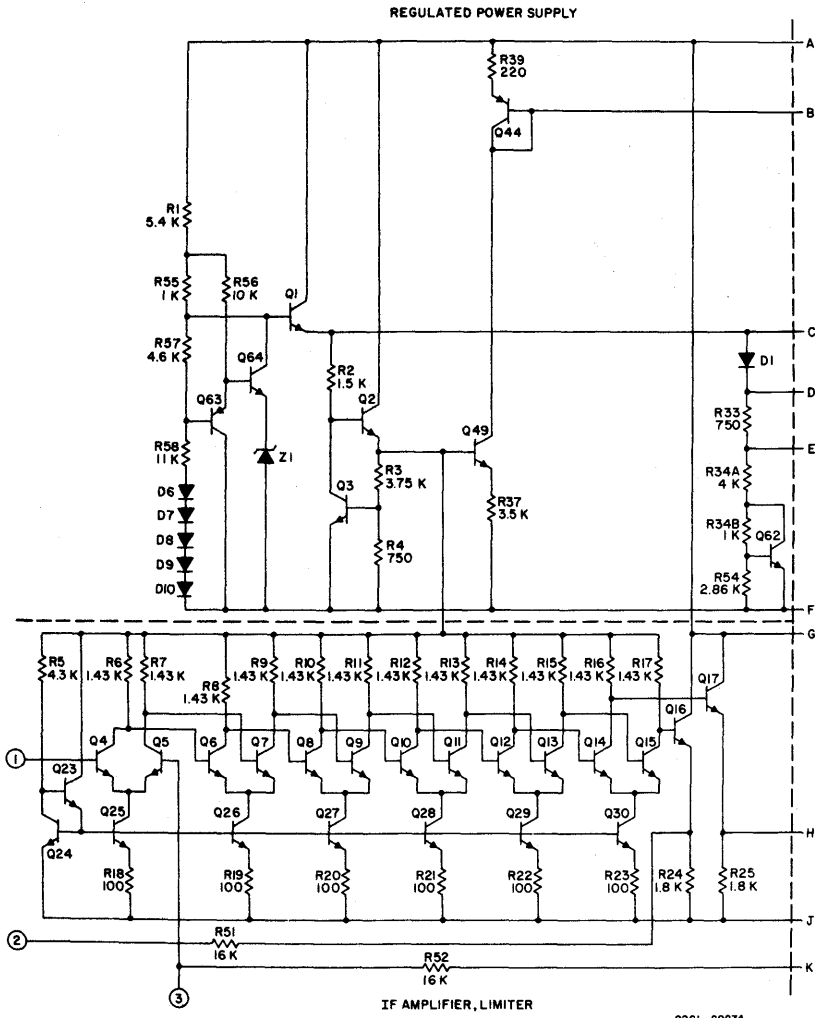 REGULATED POWER SUPPLY
A
R39
220
B
Q44
R1
5.4 K
R55
1 K
R56
10 K
Q1
C
R57
4.6 K
Q64
R2
1.5 K
D1
Q2
D
Q63
Q49
R33
750
Z1
E
R58
11 K
R3
3.75 K
R34A
4 K
D6
Q3
R37
3.5 K
D7
R34B
1 K
Q62
D8
R4
750
D9
R54
2.86 K
D10
F
G
R5
4.3 K
R6
1.43 K
R7
1.43 K
R8
1.43 K
R9
1.43 K
R10
1.43 K
R11
1.43 K
R12
1.43 K
R13
1.43 K
R14
1.43 K
R15
1.43 K
R16
1.43 K
R17
1.43 K
Q17
Q16
1
Q4
Q5
Q6
Q7
Q8
Q9
Q10
Q11
Q12
Q13
Q14
Q15
Q23
Q25
Q26
Q27
Q28
Q29
Q30
H
Q24
R18
100
R19
100
R20
100
R21
100
R22
100
R23
100
R24
1.8 K
R25
1.8 K
J
2
R51
16 K
R52
16 K
K
3
IF AMPLIFIER, LIMITER